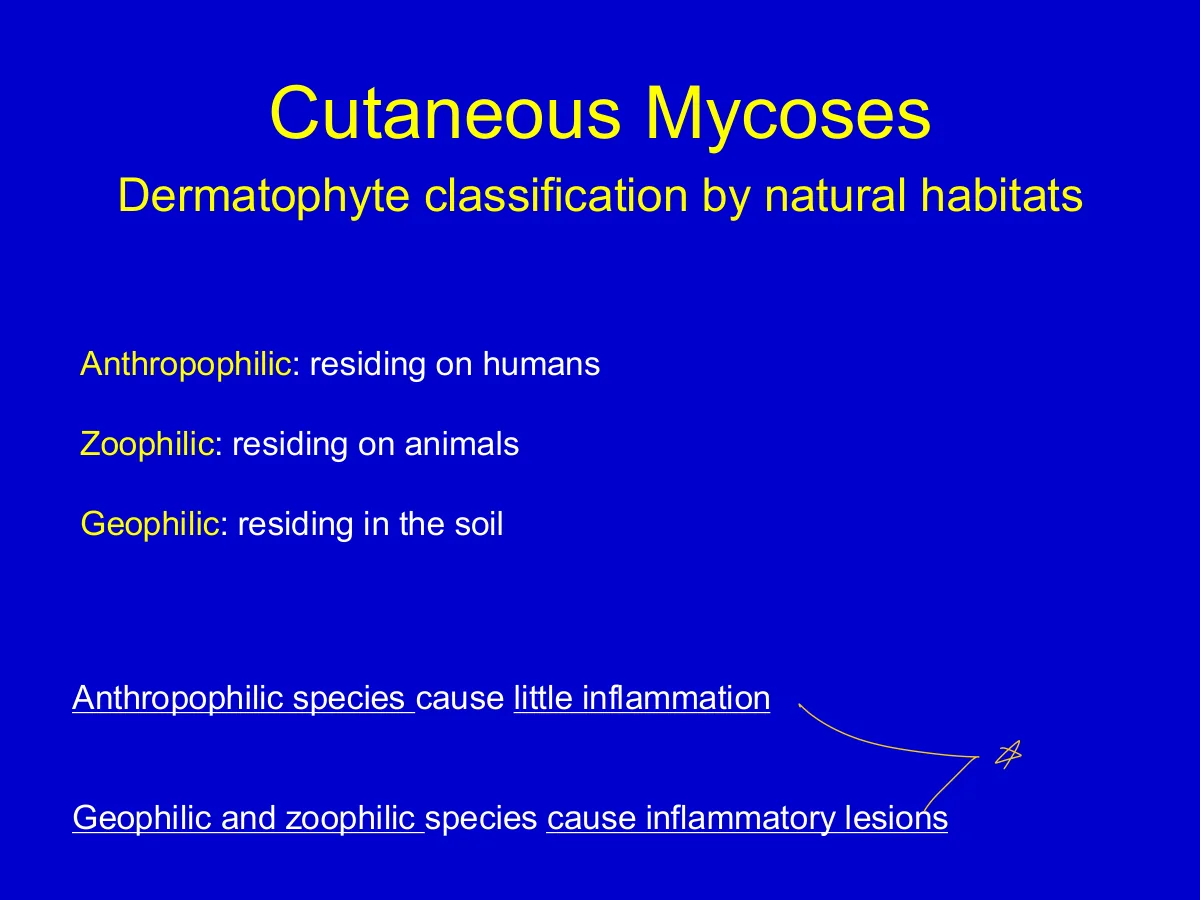 Cutaneous Mycoses
Dermatophyte classification by natural habitats
Anthropophilic: residing on humans
Zoophilic: residing on animals
Geophilic: residing in the soil
Anthropophilic species cause little inflammation
Geophilic and zoophilic species cause inflammatory lesions